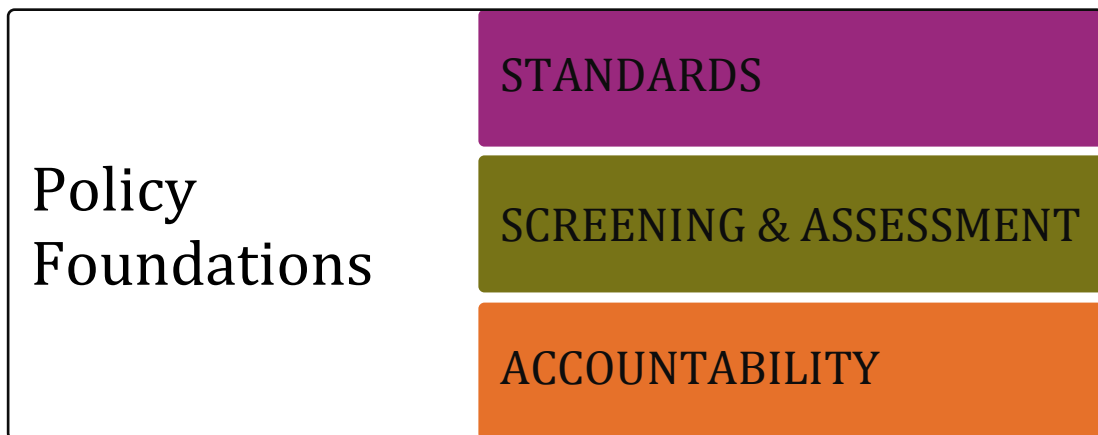 Policy
Foundations
STANDARDS
SCREENING & ASSESSMENT
ACCOUNTABILITY